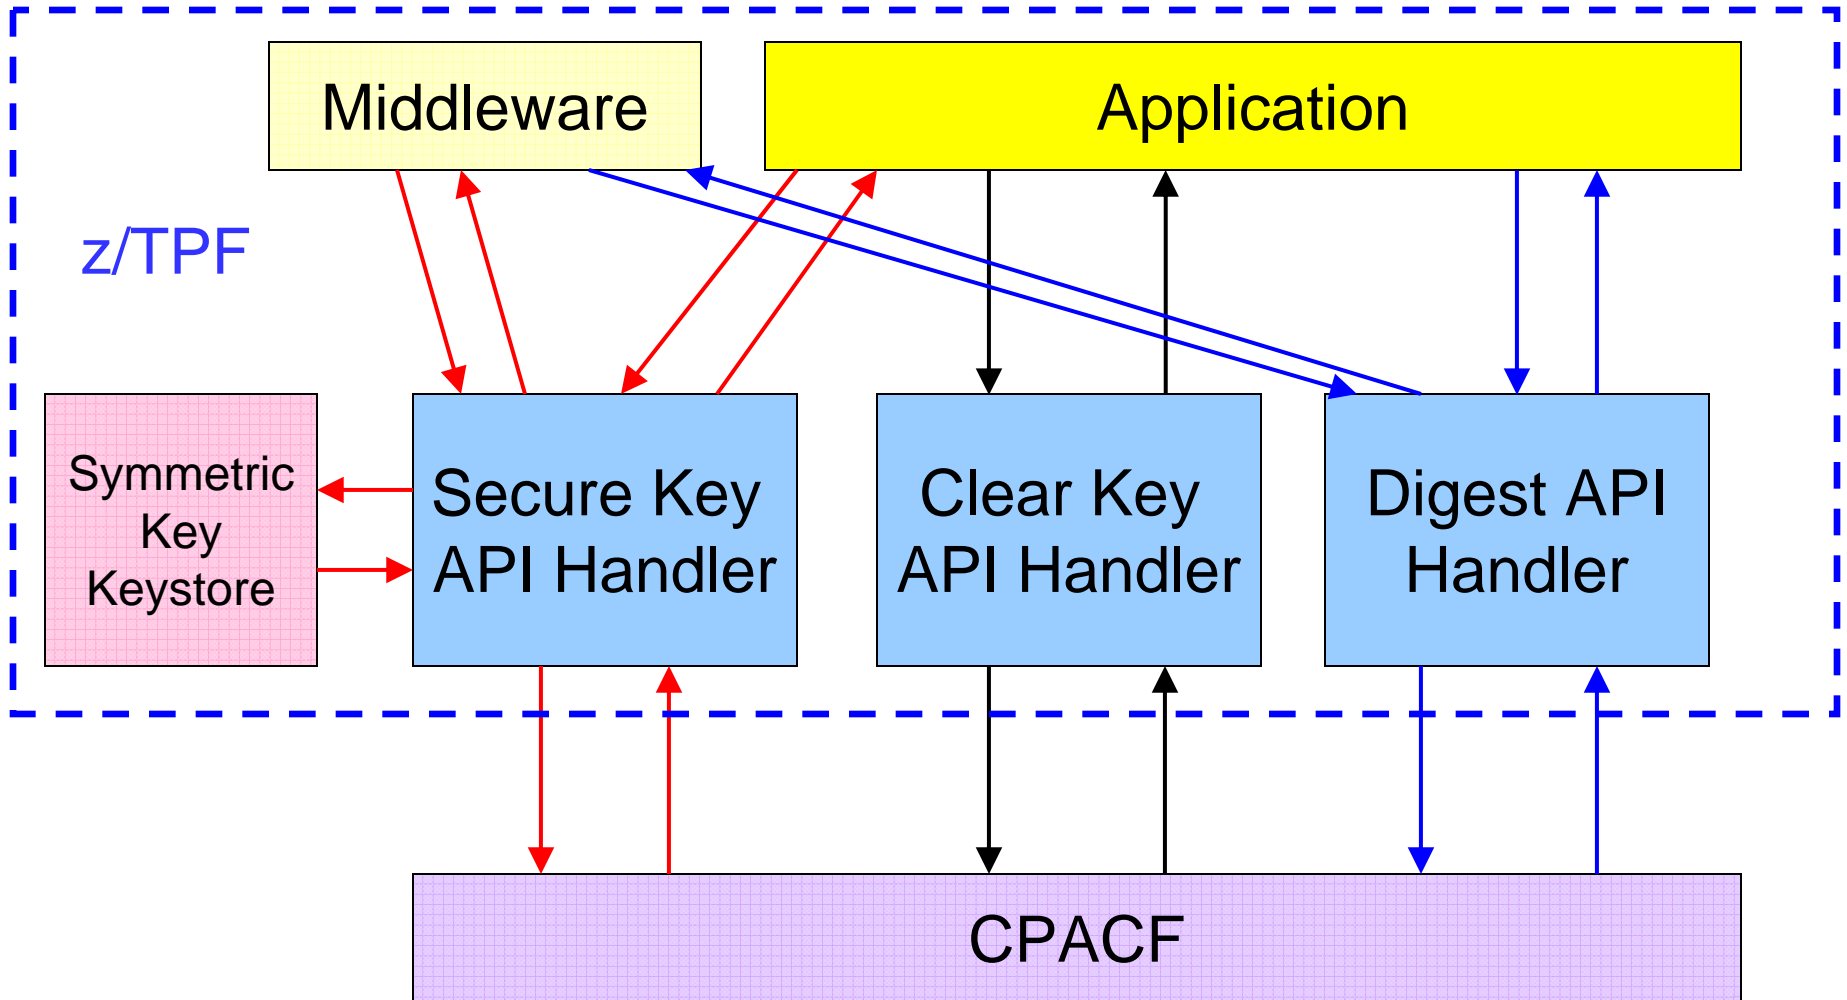 Middleware
Application
z/TPF
Symmetric
Key
Keystore
Secure Key
API Handler
Clear Key
API Handler
Digest API
Handler
CPACF